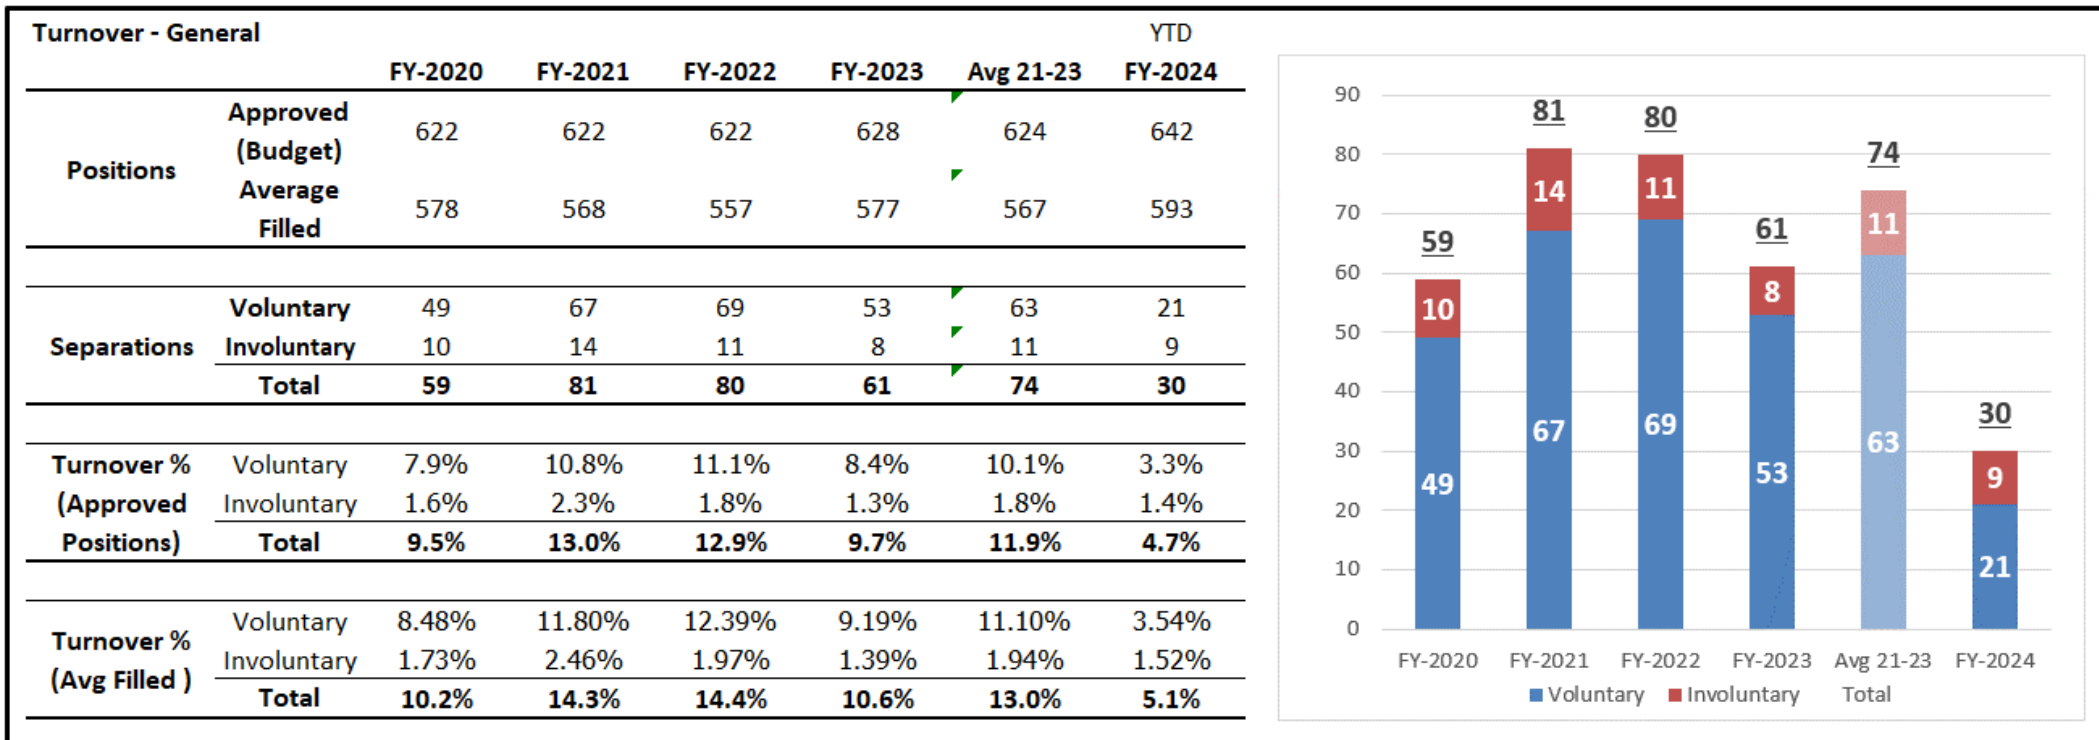 Turnover - General YTD
FY-2020 FY-2021 FY-2022 FY-2023 Avg 21-23 FY-2024
Positions
Approved (Budget) 622 622 622 628 624 642
Average Filled 578 568 557 577 567 593
Separations
Voluntary 49 67 69 53 63 21
Involuntary 10 14 11 8 11 9
Total 59 81 80 61 74 30
Turnover % (Approved Positions)
Voluntary 7.9% 10.8% 11.1% 8.4% 10.1% 3.3%
Involuntary 1.6% 2.3% 1.8% 1.3% 1.8% 1.4%
Total 9.5% 13.0% 12.9% 9.7% 11.9% 4.7%
Turnover % (Avg Filled )
Voluntary 8.48% 11.80% 12.39% 9.19% 11.10% 3.54%
Involuntary 1.73% 2.46% 1.97% 1.39% 1.94% 1.52%
Total 10.2% 14.3% 14.4% 10.6% 13.0% 5.1%
90
80
70
60
50
40
30
20
10
0
59 81 80 61 74 30
10 14 11 8 11 9
49 67 69 53 63 21
FY-2020 FY-2021 FY-2022 FY-2023 Avg 21-23 FY-2024
Voluntary Involuntary Total